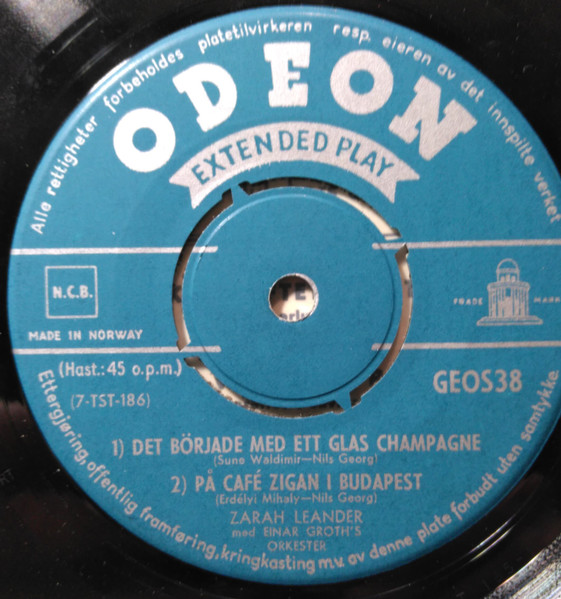 Alle rettigheter forbeholdes platetilvirkeren resp. eieren av det innspilte verket
ODEON
EXTENDED PLAY
N.C.B.
TRADE MARK
MADE IN NORWAY
(Hast.: 45 o.p.m.)
(7-TST-186)
GEOS38
1) DET BÖRJADE MED ETT GLAS CHAMPAGNE
(Sune Waldimir—Nils Georg)
2) PÅ CAFÉ ZIGAN I BUDAPEST
(Erdélyi Mihaly—Nils Georg)
ZARAH LEANDER
med EINAR GROTH'S
ORKESTER
Ettergjøring, offentlig framføring, kringkasting m.v. av denne plate forbudt uten samtykke